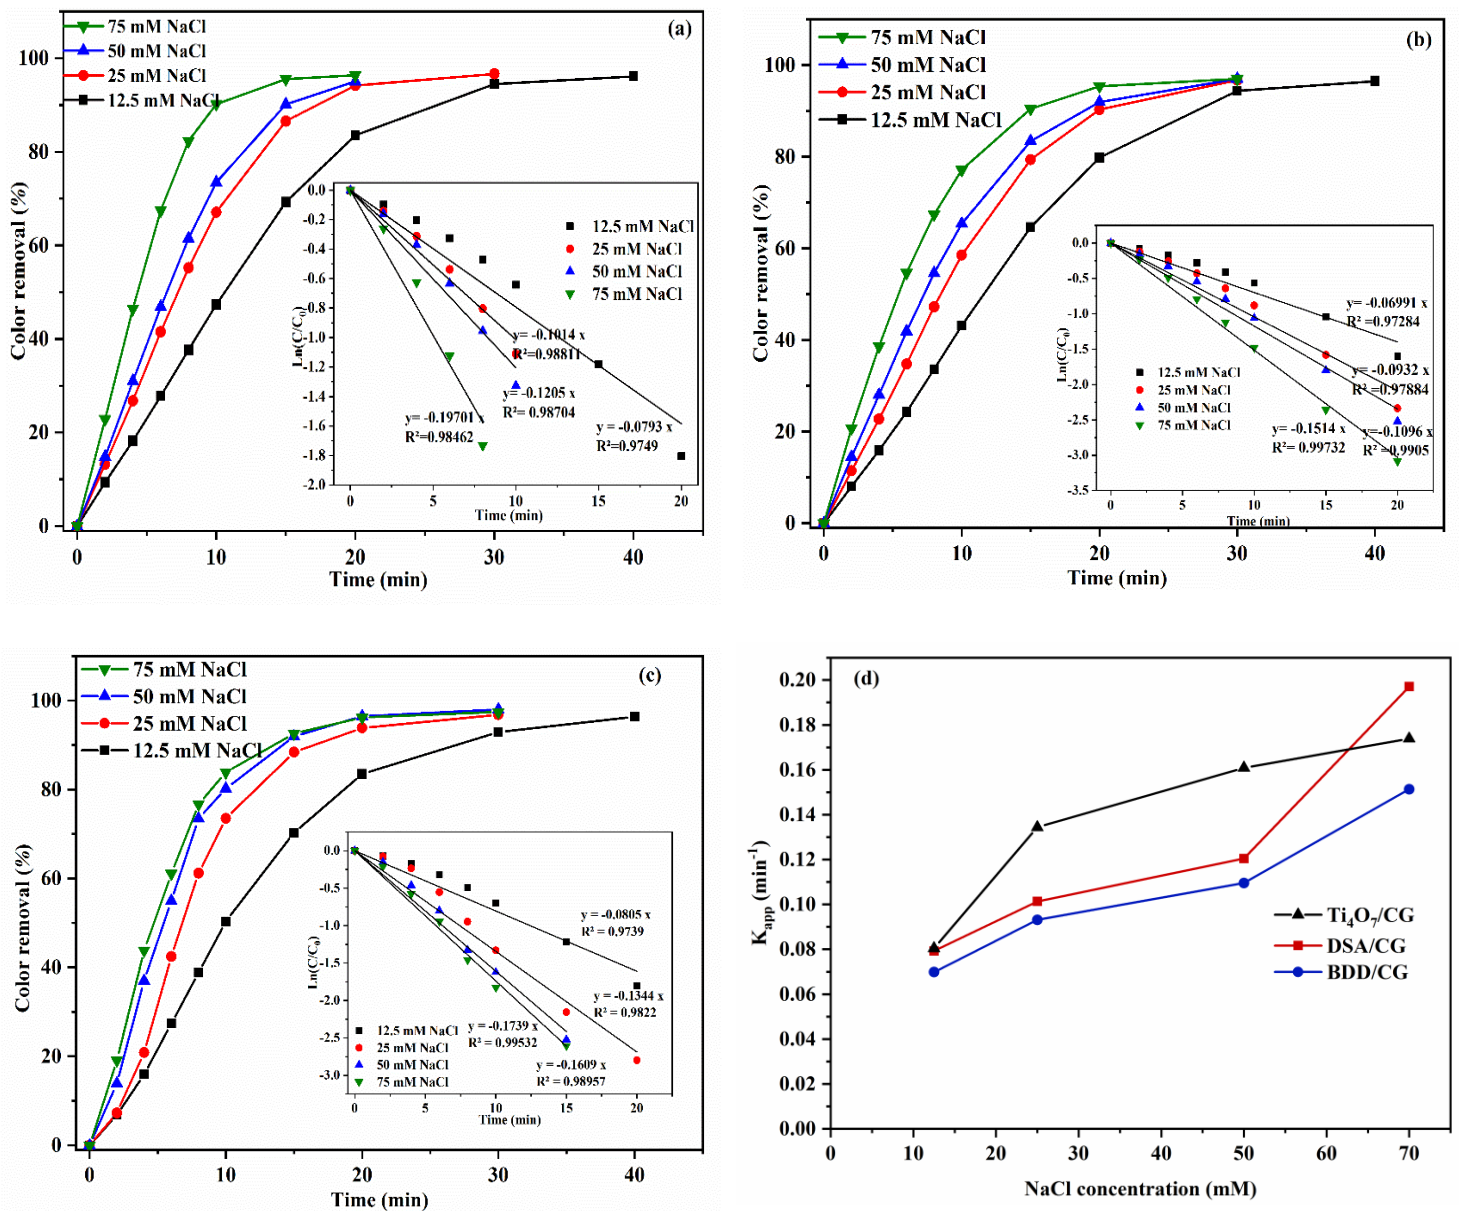 (a)
75 mM NaCl
50 mM NaCl
25 mM NaCl
12.5 mM NaCl
Color removal (%)
100
80
60
40
20
0
0 10 20 30 40
Time (min)
0.0
-0.2
-0.4
-0.6
-0.8
-1.0
-1.2
-1.4
-1.6
-1.8
-2.0
Ln(C/C₀)
12.5 mM NaCl
25 mM NaCl
50 mM NaCl
75 mM NaCl
y= -0.1014 x
R²=0.98811
y= -0.1205 x
R²= 0.98704
y= -0.19701 x
R²=0.98462
y= -0.0793 x
R²=0.9749
0 5 10 15 20
Time (min)
(b)
75 mM NaCl
50 mM NaCl
25 mM NaCl
12.5 mM NaCl
Color removal (%)
100
80
60
40
20
0
0 10 20 30 40
Time (min)
0.0
-0.5
-1.0
-1.5
-2.0
-2.5
-3.0
-3.5
Ln(C/C₀)
y= -0.06991 x
R² =0.97284
12.5 mM NaCl
25 mM NaCl
50 mM NaCl
75 mM NaCl
y= -0.0932 x
R² =0.97884
y= -0.1514 x
R² = 0.99732
y=-0.1096 x
R² =0.9905
0 5 10 15 20
Time (min)
(c)
75 mM NaCl
50 mM NaCl
25 mM NaCl
12.5 mM NaCl
Color removal (%)
100
80
60
40
20
0
0 10 20 30 40
Time (min)
0.0
-0.5
-1.0
-1.5
-2.0
-2.5
-3.0
Ln(C/C₀)
y = -0.0805 x
R² = 0.9739
y = -0.1344 x
R² = 0.9822
y = -0.1739 x
R² = 0.99532
y = -0.1609 x
R² = 0.98957
12.5 mM NaCl
25 mM NaCl
50 mM NaCl
75 mM NaCl
0 5 10 15 20
Time (min)
(d)
K_app (min⁻¹)
0.20
0.18
0.16
0.14
0.12
0.10
0.08
0.06
0.04
0.02
0.00
Ti₄O₇/CG
DSA/CG
BDD/CG
0 10 20 30 40 50 60 70
NaCl concentration (mM)